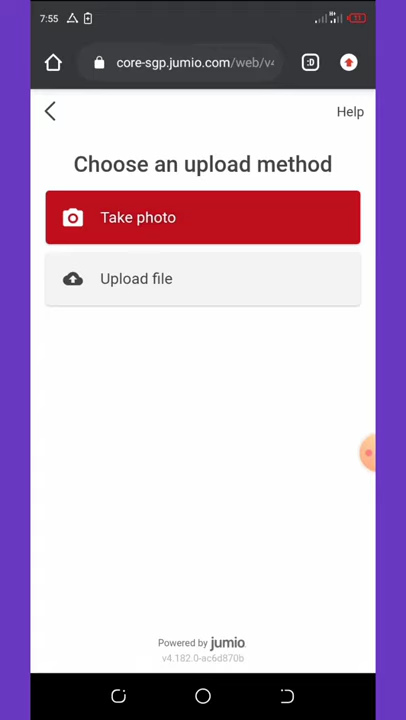 7:55
core-sgp.jumio.com/web/v4
:D
Help
Choose an upload method
Take photo
Upload file
Powered by jumio.
v4.182.0-ac6d870b